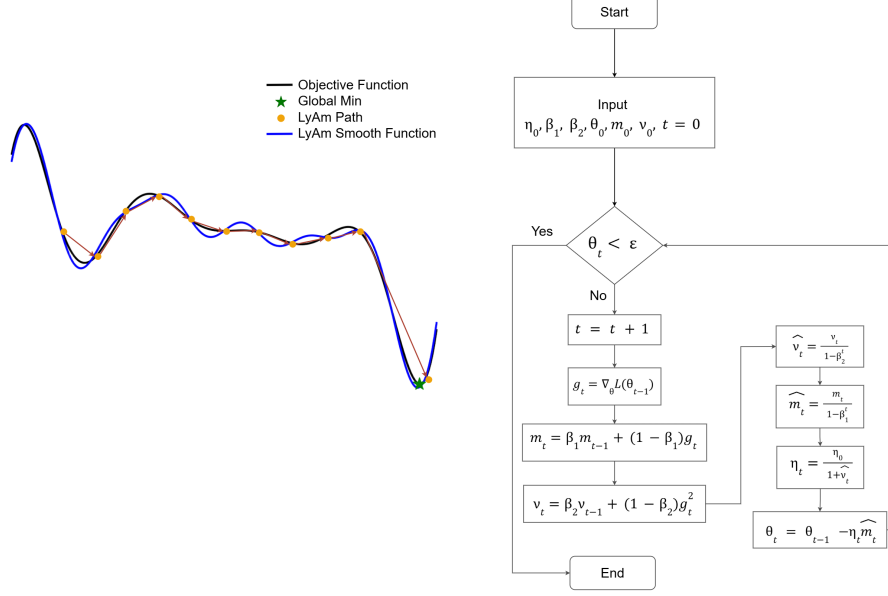 Objective Function
Global Min
LyAm Path
LyAm Smooth Function
Start
Input
η₀, β₁, β₂, θ₀, m₀, ν₀, t = 0
Yes
θₜ < ε
No
t = t + 1
gₜ = ∇_θ L(θₜ₋₁)
mₜ = β₁mₜ₋₁ + (1 − β₁)gₜ
νₜ = β₂νₜ₋₁ + (1 − β₂)gₜ²
ν̂ₜ = νₜ / (1−β₂ᵗ)
m̂ₜ = mₜ / (1−β₁ᵗ)
ηₜ = η₀ / (1+ν̂ₜ)
θₜ = θₜ₋₁ − ηₜm̂ₜ
End